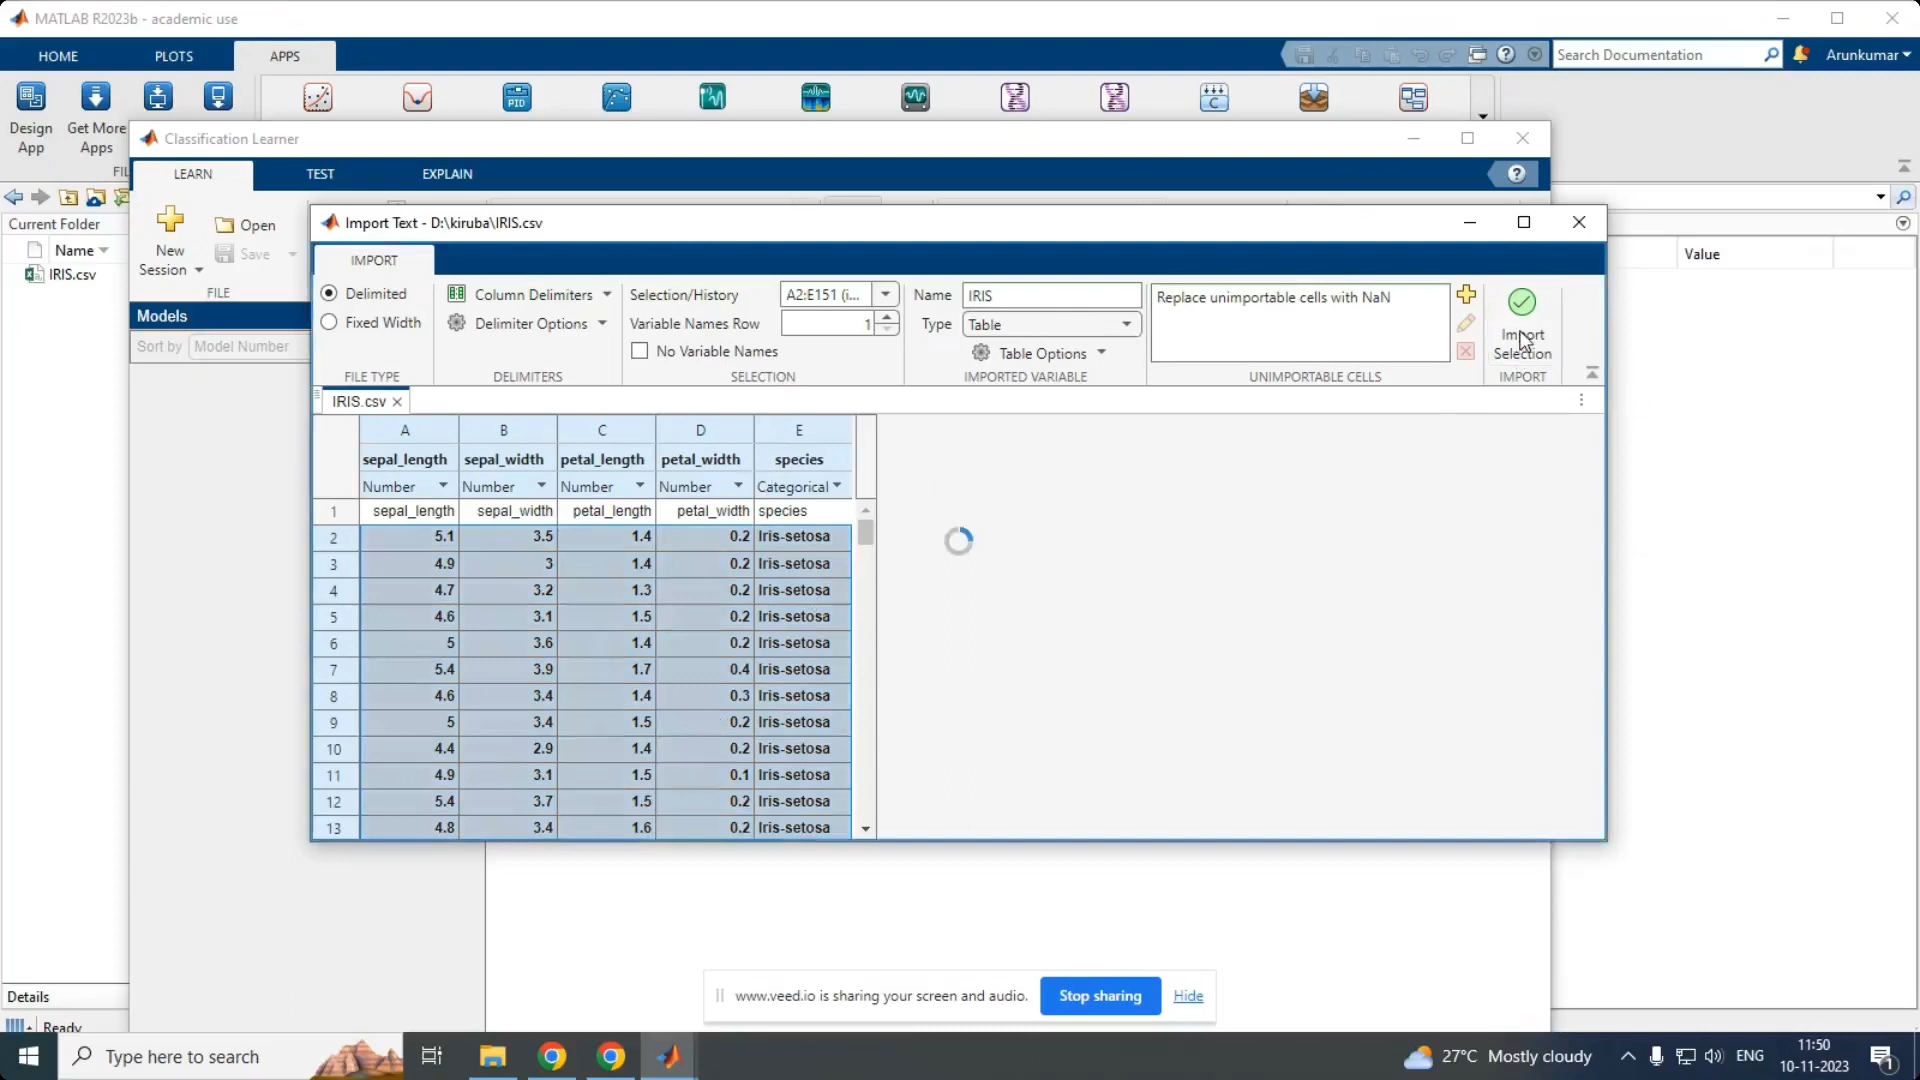 MATLAB R2023b - academic use
HOME PLOTS APPS
Search Documentation
Arunkumar
Design App
Get More Apps
PID
C
FIL
Classification Learner
LEARN TEST EXPLAIN
Current Folder
Name
IRIS.csv
New Session
Open
Save
FILE
Models
Sort by Model Number
Value
Import Text - D:\kiruba\IRIS.csv
IMPORT
Delimited
Fixed Width
FILE TYPE
Column Delimiters
Delimiter Options
DELIMITERS
Selection/History A2:E151 (i...
Variable Names Row 1
No Variable Names
SELECTION
Name IRIS
Type Table
Table Options
IMPORTED VARIABLE
Replace unimportable cells with NaN
UNIMPORTABLE CELLS
Import Selection
IMPORT
IRIS.csv
A B C D E
sepal_length sepal_width petal_length petal_width species
Number Number Number Number Categorical
1 sepal_length sepal_width petal_length petal_width species
2 5.1 3.5 1.4 0.2 Iris-setosa
3 4.9 3 1.4 0.2 Iris-setosa
4 4.7 3.2 1.3 0.2 Iris-setosa
5 4.6 3.1 1.5 0.2 Iris-setosa
6 5 3.6 1.4 0.2 Iris-setosa
7 5.4 3.9 1.7 0.4 Iris-setosa
8 4.6 3.4 1.4 0.3 Iris-setosa
9 5 3.4 1.5 0.2 Iris-setosa
10 4.4 2.9 1.4 0.2 Iris-setosa
11 4.9 3.1 1.5 0.1 Iris-setosa
12 5.4 3.7 1.5 0.2 Iris-setosa
13 4.8 3.4 1.6 0.2 Iris-setosa
Details
Ready
www.veed.io is sharing your screen and audio.
Stop sharing
Hide
Type here to search
27°C Mostly cloudy
ENG
11:50
10-11-2023
1